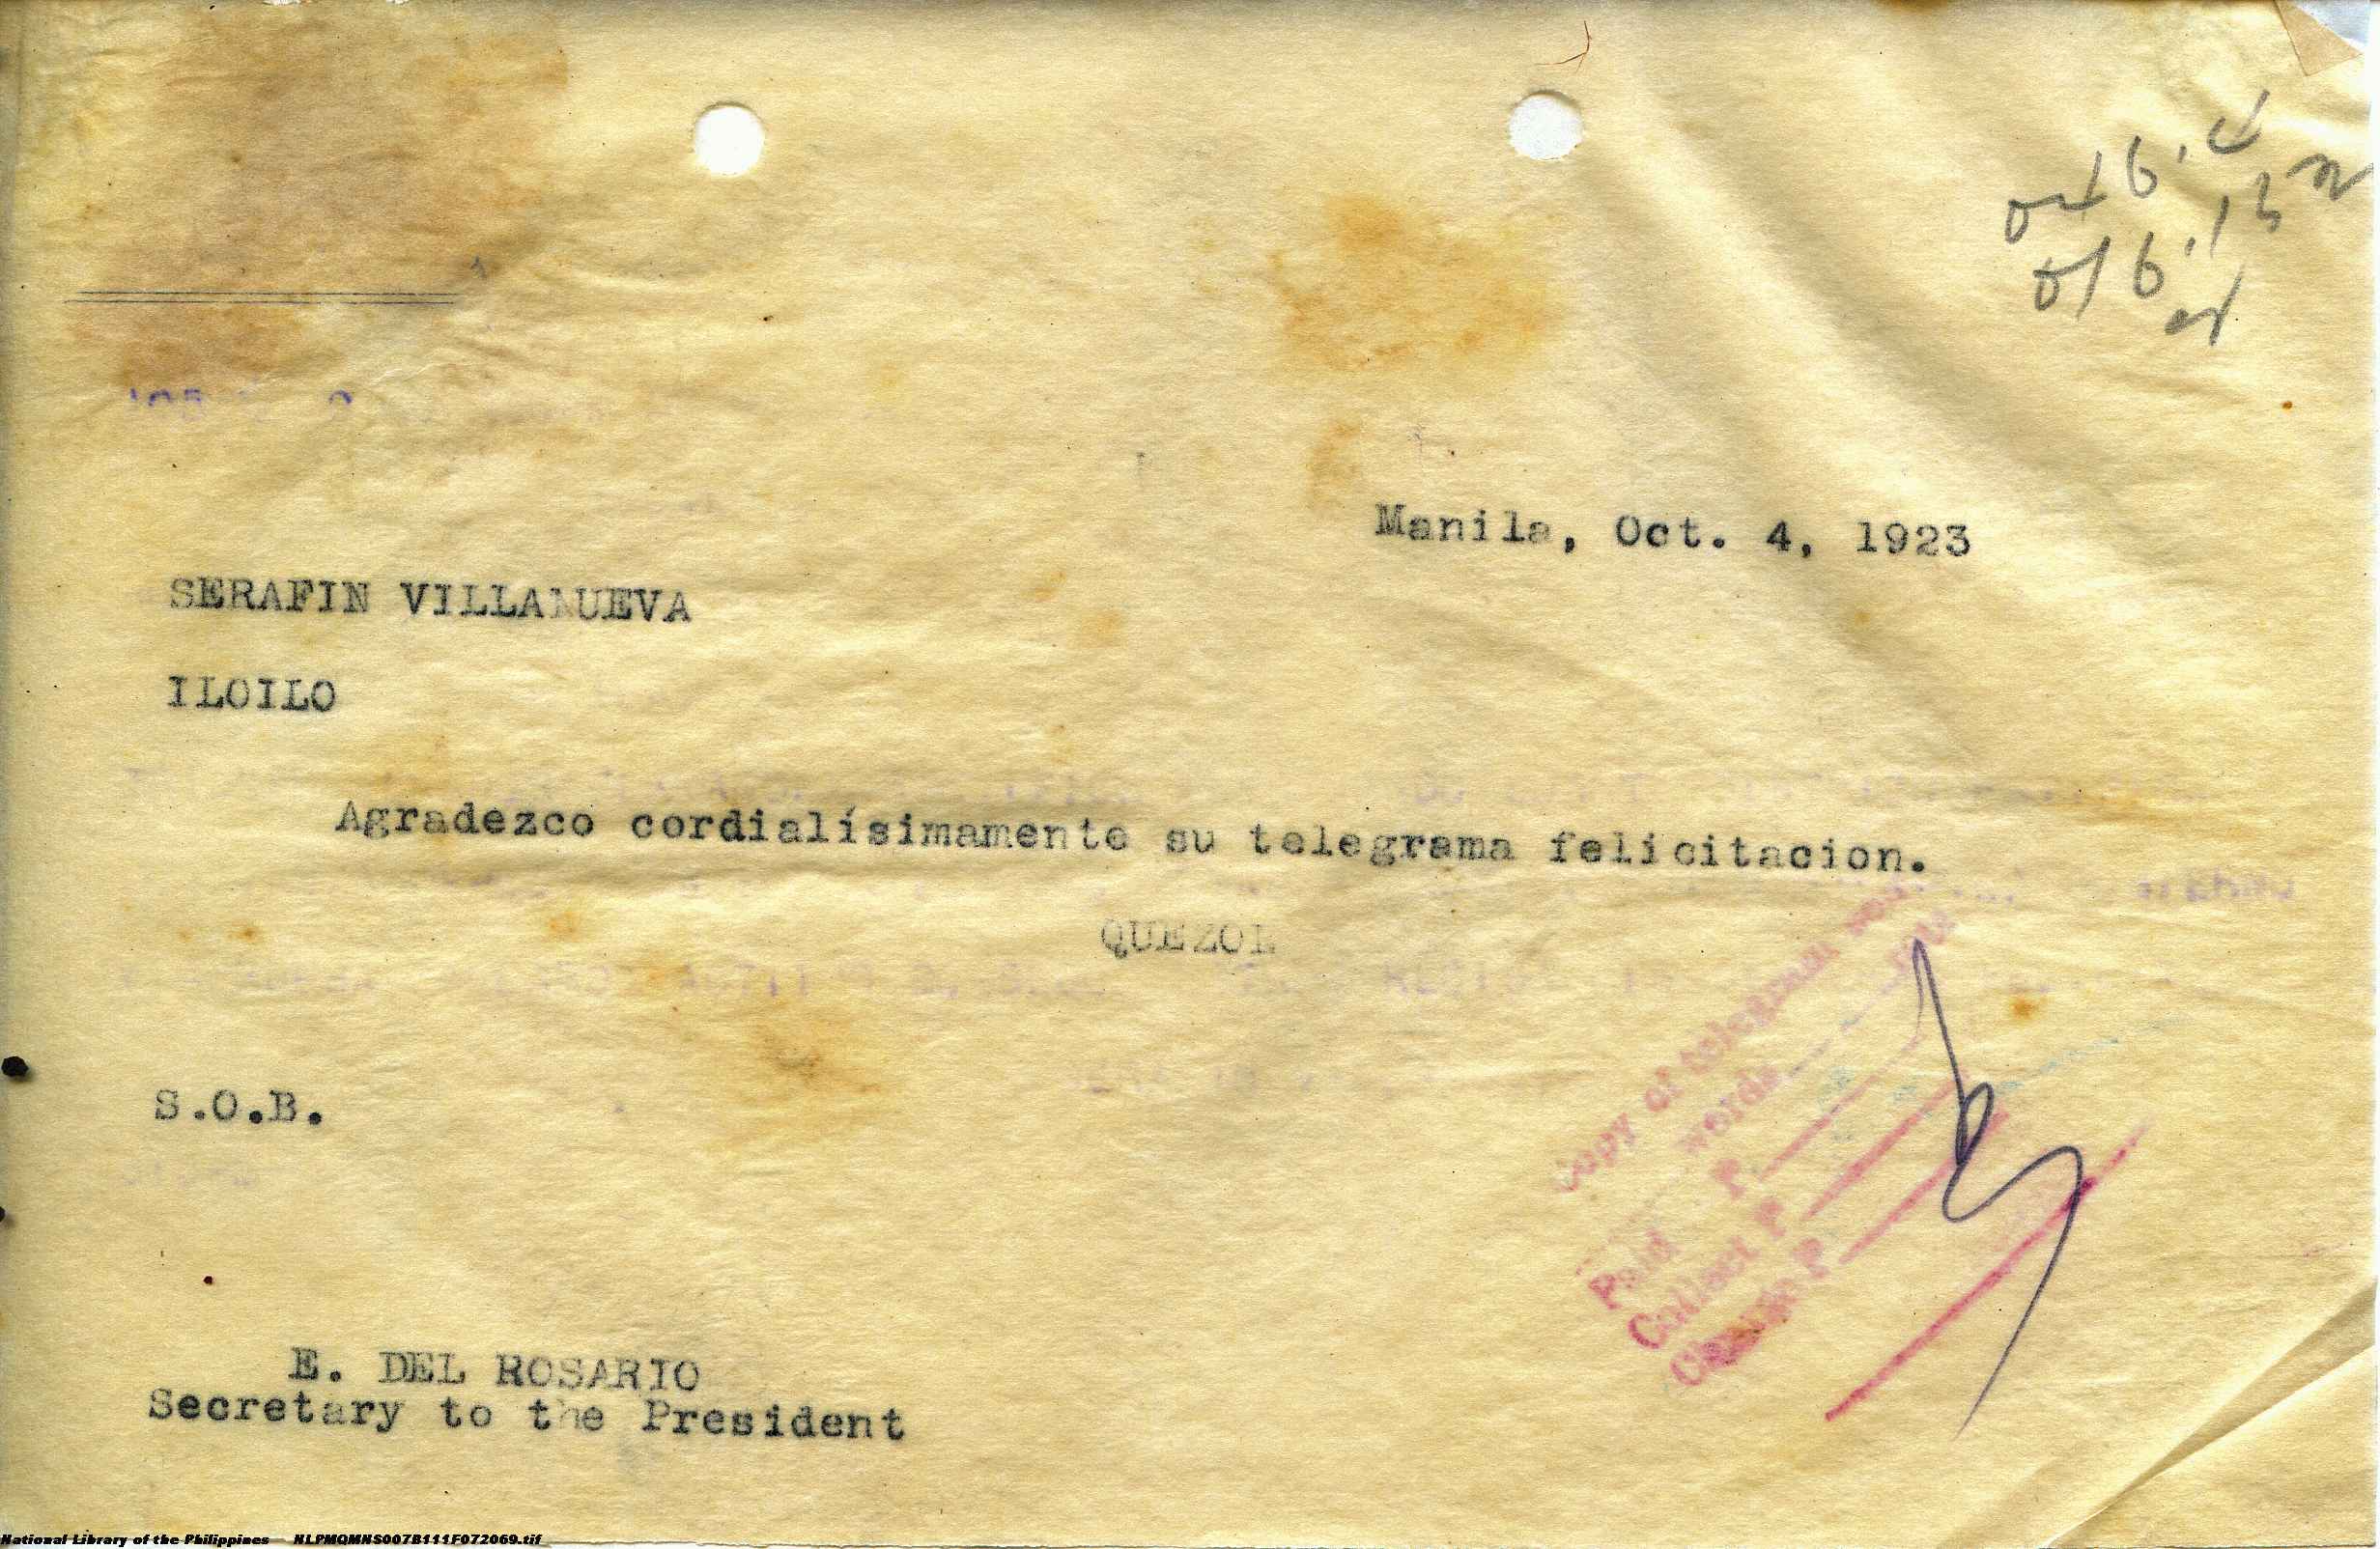 Manila, Oct. 4, 1923
SERAFIN VILLANUEVA
ILOILO
Agradezco cordialísimamente su telegrama felicitacion.
QUEZOL
S.O.B.
Copy of telegram
words
Paid P
Collect P
P
E. DEL ROSARIO
Secretary to the President
National Library of the Philippines NLPMQMNS007B111F072069.tif